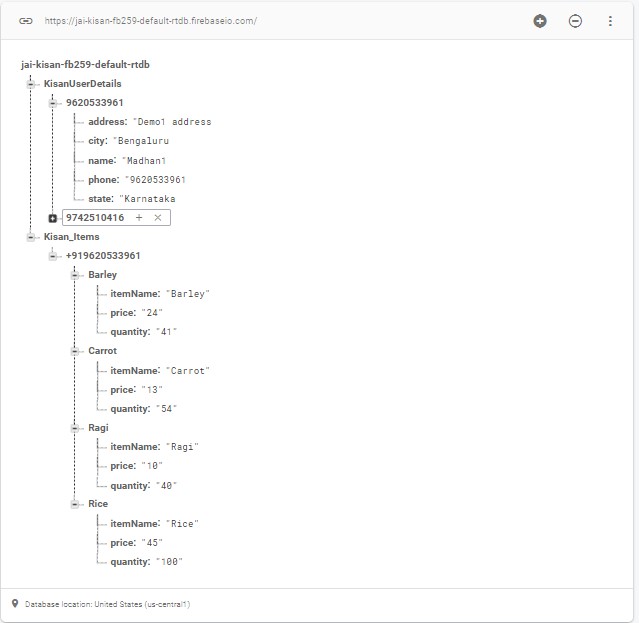 https://jai-kisan-fb259-default-rtdb.firebaseio.com/
jai-kisan-fb259-default-rtdb
KisanUserDetails
9620533961
address: "Demo1 address
city: "Bengaluru
name: "Madhan1
phone: "9620533961
state: "Karnataka
9742510416 + ×
Kisan_Items
+919620533961
Barley
itemName: "Barley"
price: "24"
quantity: "41"
Carrot
itemName: "Carrot"
price: "13"
quantity: "54"
Ragi
itemName: "Ragi"
price: "10"
quantity: "40"
Rice
itemName: "Rice"
price: "45"
quantity: "100"
Database location: United States (us-central1)